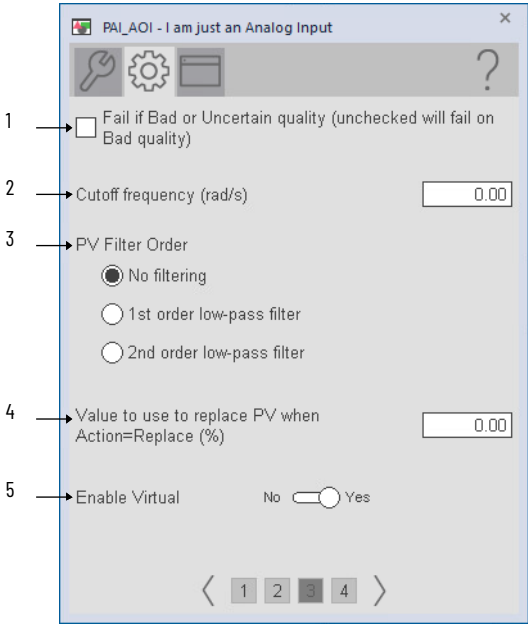 PAI_AOI - I am just an Analog Input
1
Fail if Bad or Uncertain quality (unchecked will fail on
Bad quality)
2
Cutoff frequency (rad/s)
0.00
3
PV Filter Order
No filtering
1st order low-pass filter
2nd order low-pass filter
4
Value to use to replace PV when
Action=Replace (%)
0.00
5
Enable Virtual
No
Yes
1 2 3 4